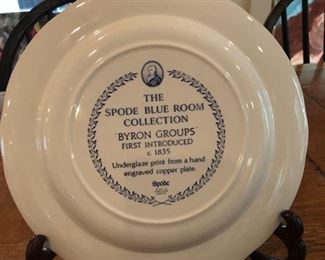 THE
SPODE BLUE ROOM
COLLECTION
'BYRON GROUPS'
FIRST INTRODUCED
c 1835
Underglaze print from a hand
engraved copper plate.
Spode